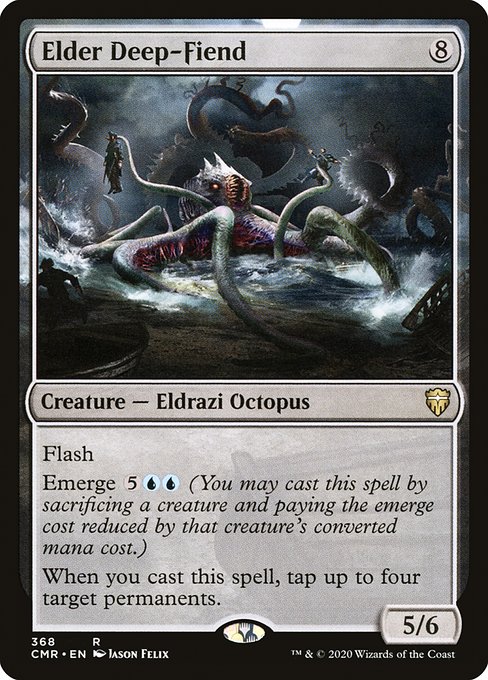 Elder Deep-Fiend 8
Creature — Eldrazi Octopus
Flash
Emerge 5 (You may cast this spell by
sacrificing a creature and paying the emerge
cost reduced by that creature's converted
mana cost.)
When you cast this spell, tap up to four
target permanents.
5/6
368 R
CMR • EN Jason Felix
™ & © 2020 Wizards of the Coast